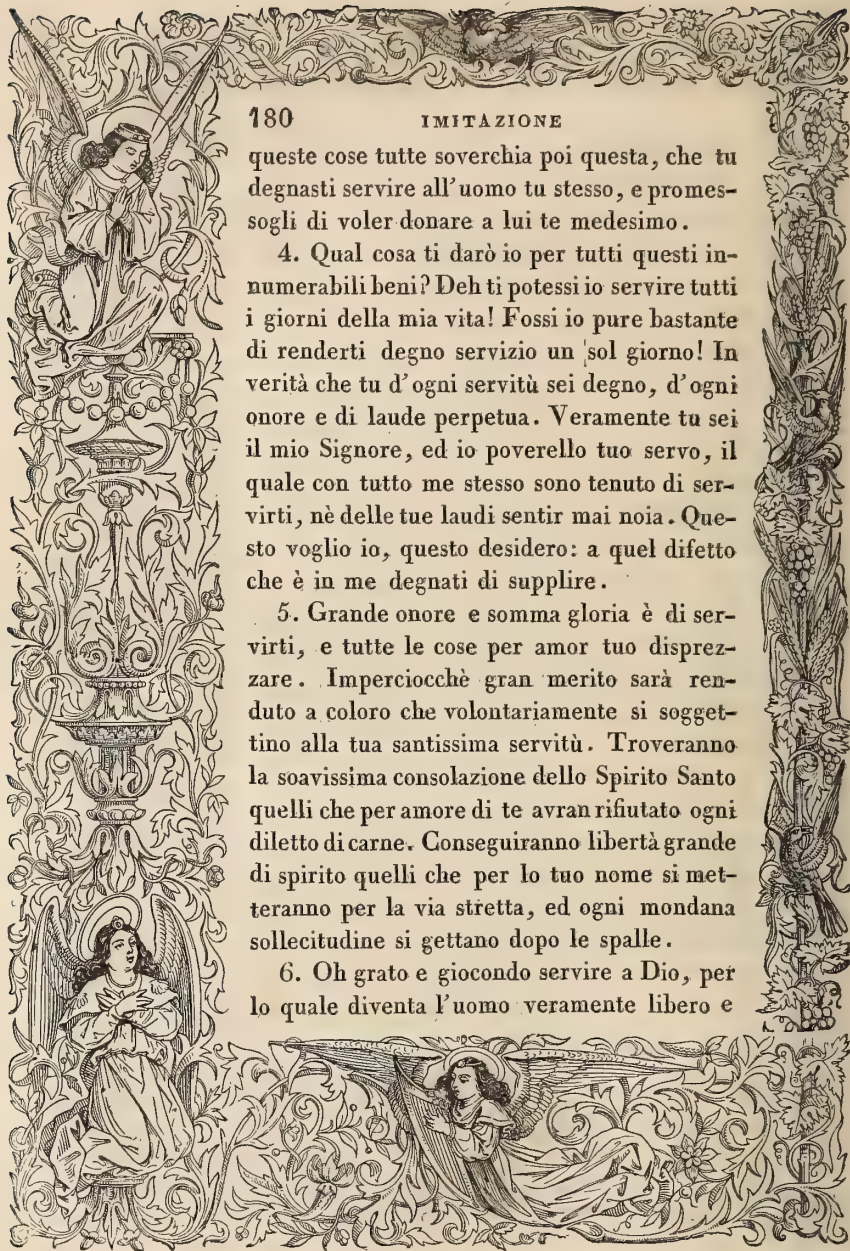 180 IMITAZIONE
queste cose tutte soverchia poi questa, che tu
degnasti servire all'uomo tu stesso, e promes-
sogli di voler donare a lui te medesimo.
4. Qual cosa ti darò io per tutti questi in-
numerabili beni? Deh ti potessi io servire tutti
i giorni della mia vita! Fossi io pure bastante
di renderti degno servizio un sol giorno! In
verità che tu d'ogni servitù sei degno, d'ogni
onore e di laude perpetua. Veramente tu sei
il mio Signore, ed io poverello tuo servo, il
quale con tutto me stesso sono tenuto di ser-
virti, nè delle tue laudi sentir mai noia. Que-
sto voglio io, questo desidero: a quel difetto
che è in me degnati di supplire.
5. Grande onore e somma gloria è di ser-
virti, e tutte le cose per amor tuo disprez-
zare. Imperciocchè gran merito sarà ren-
duto a coloro che volontariamente si sogget-
tino alla tua santissima servitù. Troveranno
la soavissima consolazione dello Spirito Santo
quelli che per amore di te avran rifiutato ogni
diletto di carne. Conseguiranno libertà grande
di spirito quelli che per lo tuo nome si met-
teranno per la via stretta, ed ogni mondana
sollecitudine si gettano dopo le spalle.
6. Oh grato e giocondo servire a Dio, per
lo quale diventa l'uomo veramente libero e